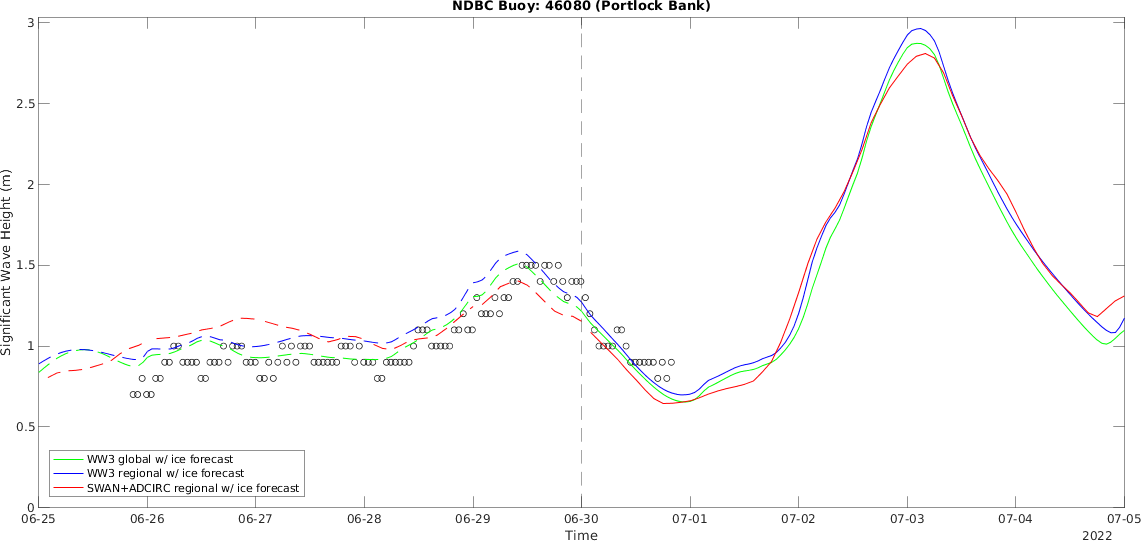 NDBC Buoy: 46080 (Portlock Bank)
3
2.5
2
1.5
1
0.5
0
Significant Wave Height (m)
WW3 global w/ ice forecast
WW3 regional w/ ice forecast
SWAN+ADCIRC regional w/ ice forecast
06-25 06-26 06-27 06-28 06-29 06-30 07-01 07-02 07-03 07-04 07-05
Time
2022